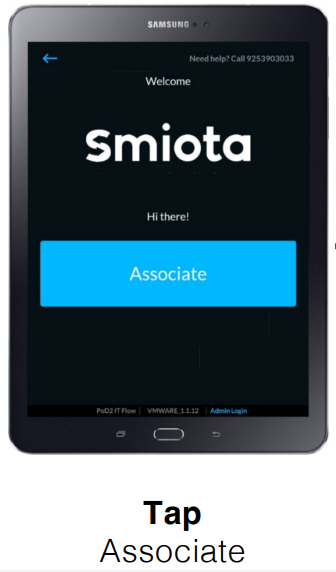 SAMSUNG
Need help? Call 9253903033
Welcome
smiota
Hi there!
Associate
PoD2 IT Flow | VMWARE_1.1.12 | Admin Login
Tap
Associate